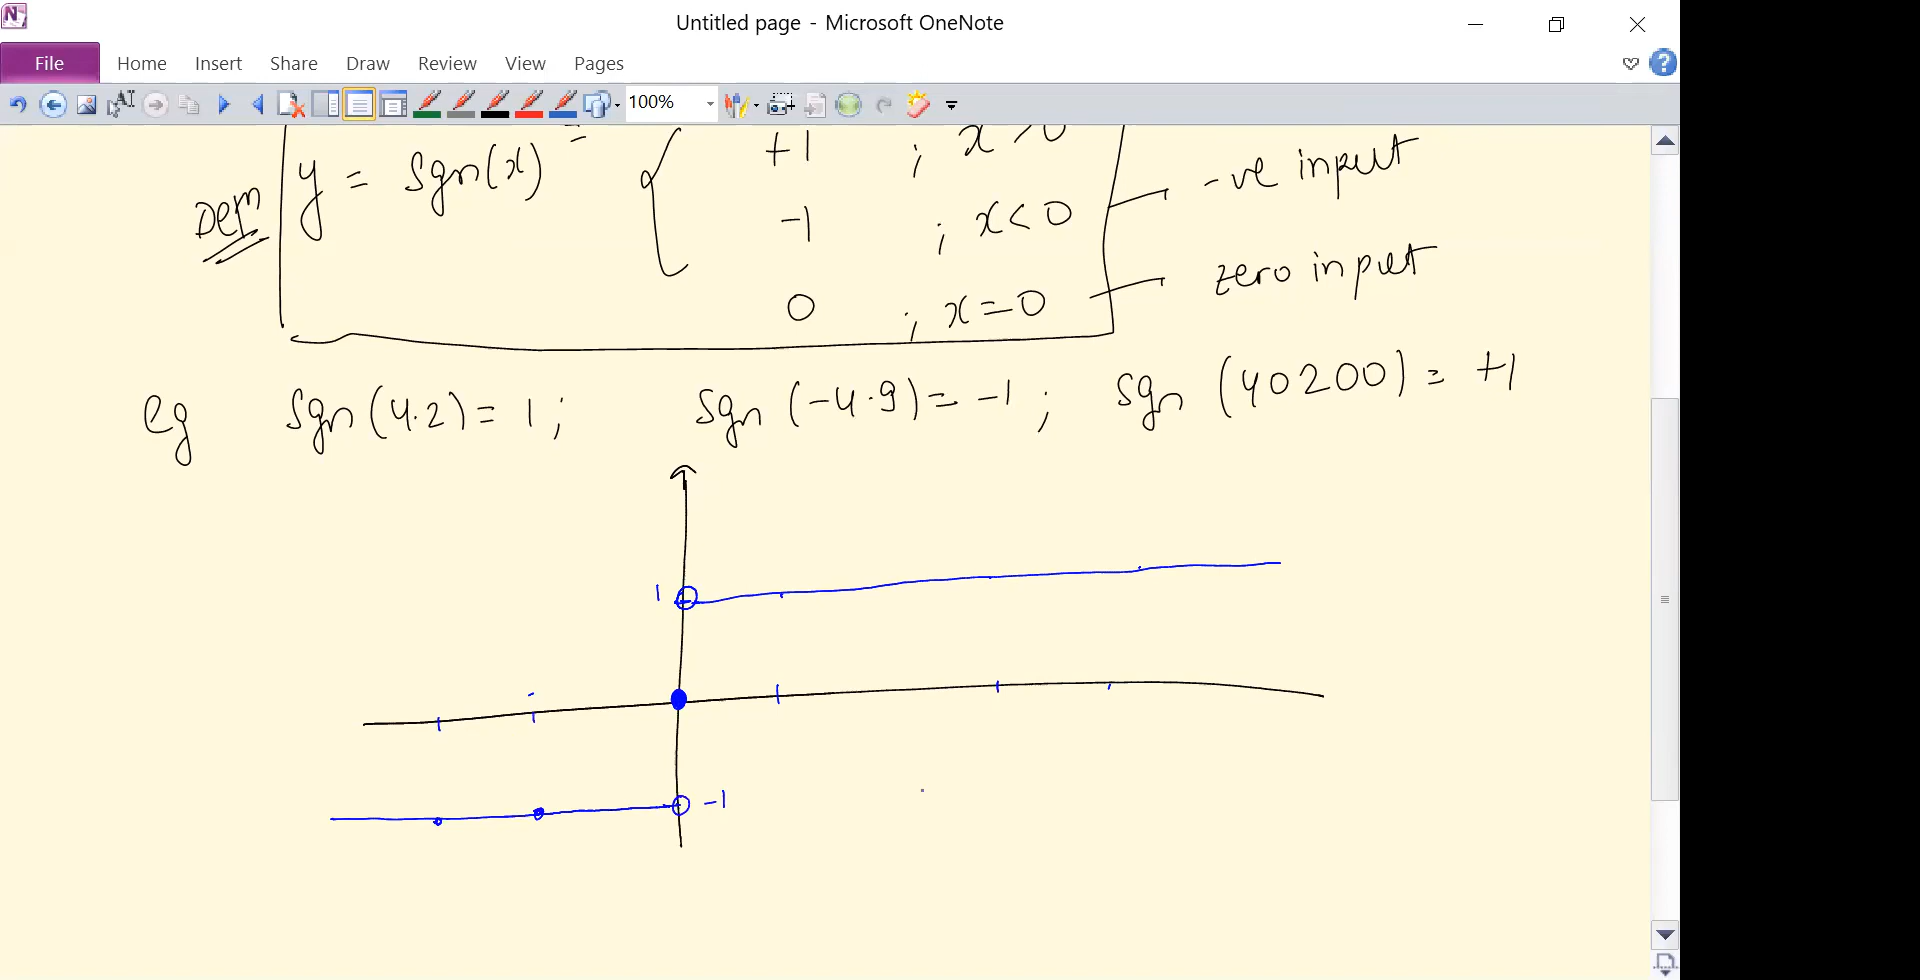 Untitled page - Microsoft OneNote
File Home Insert Share Draw Review View Pages
100%
Defn y = Sgn(x) = { +1 ; x > 0
-1 ; x < 0 — -ve input
0 ; x = 0 — zero input
eg Sgn(4.2) = 1 ; Sgn(-4.9) = -1 ; Sgn(40200) = +1
1
-1